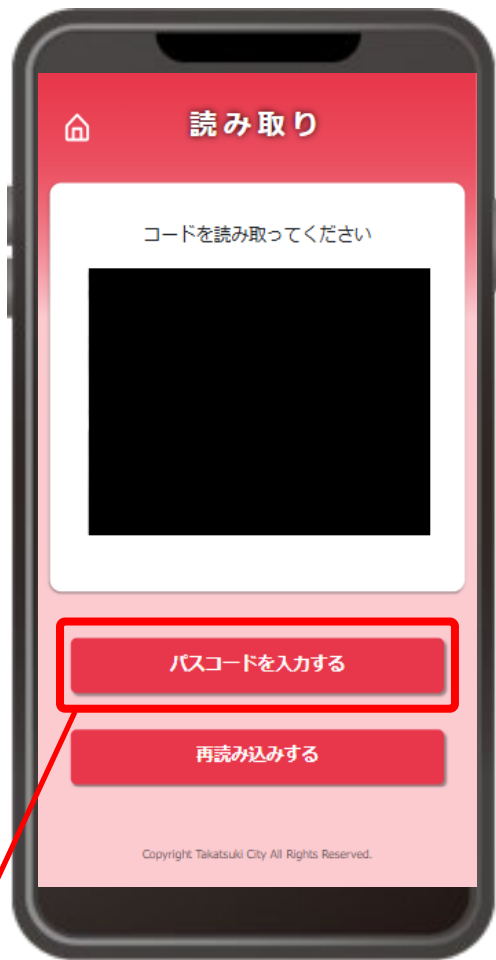 読み取り
コードを読み取ってください
パスコードを入力する
再読み込みする
Copyright Takatsuki City All Rights Reserved.